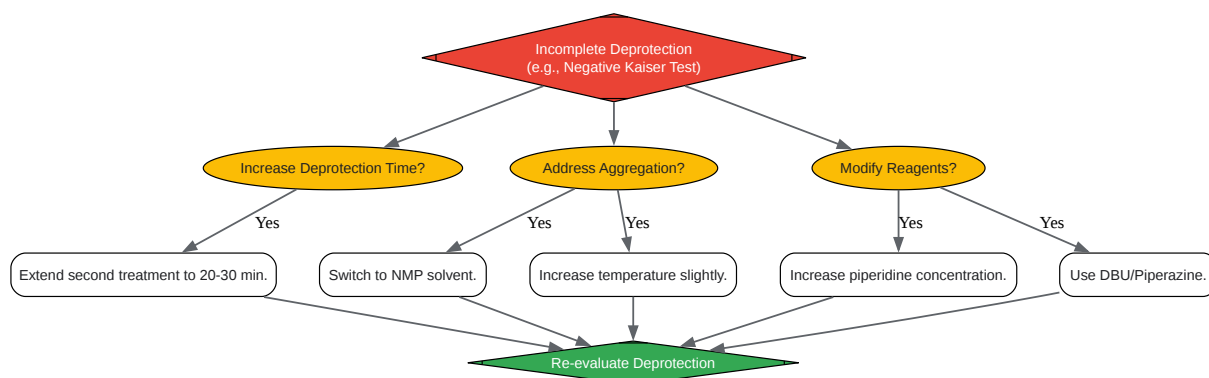 Incomplete Deprotection
(e.g., Negative Kaiser Test)
Increase Deprotection Time?
Address Aggregation?
Modify Reagents?
Yes
Yes
Yes
Yes
Yes
Extend second treatment to 20-30 min.
Switch to NMP solvent.
Increase temperature slightly.
Increase piperidine concentration.
Use DBU/Piperazine.
Re-evaluate Deprotection